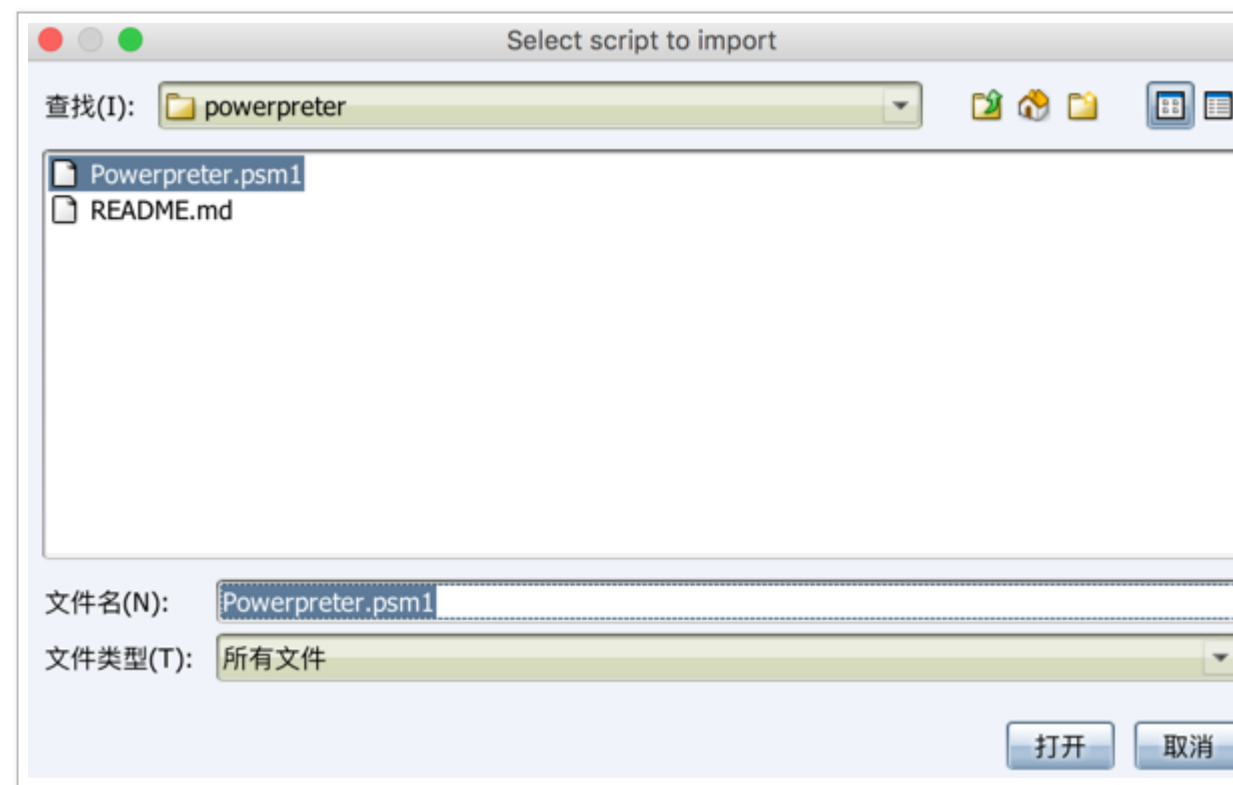 Select script to import
查找(I): powerpreter
Powerpreter.psm1
README.md
文件名(N): Powerpreter.psm1
文件类型(T): 所有文件
打开 取消